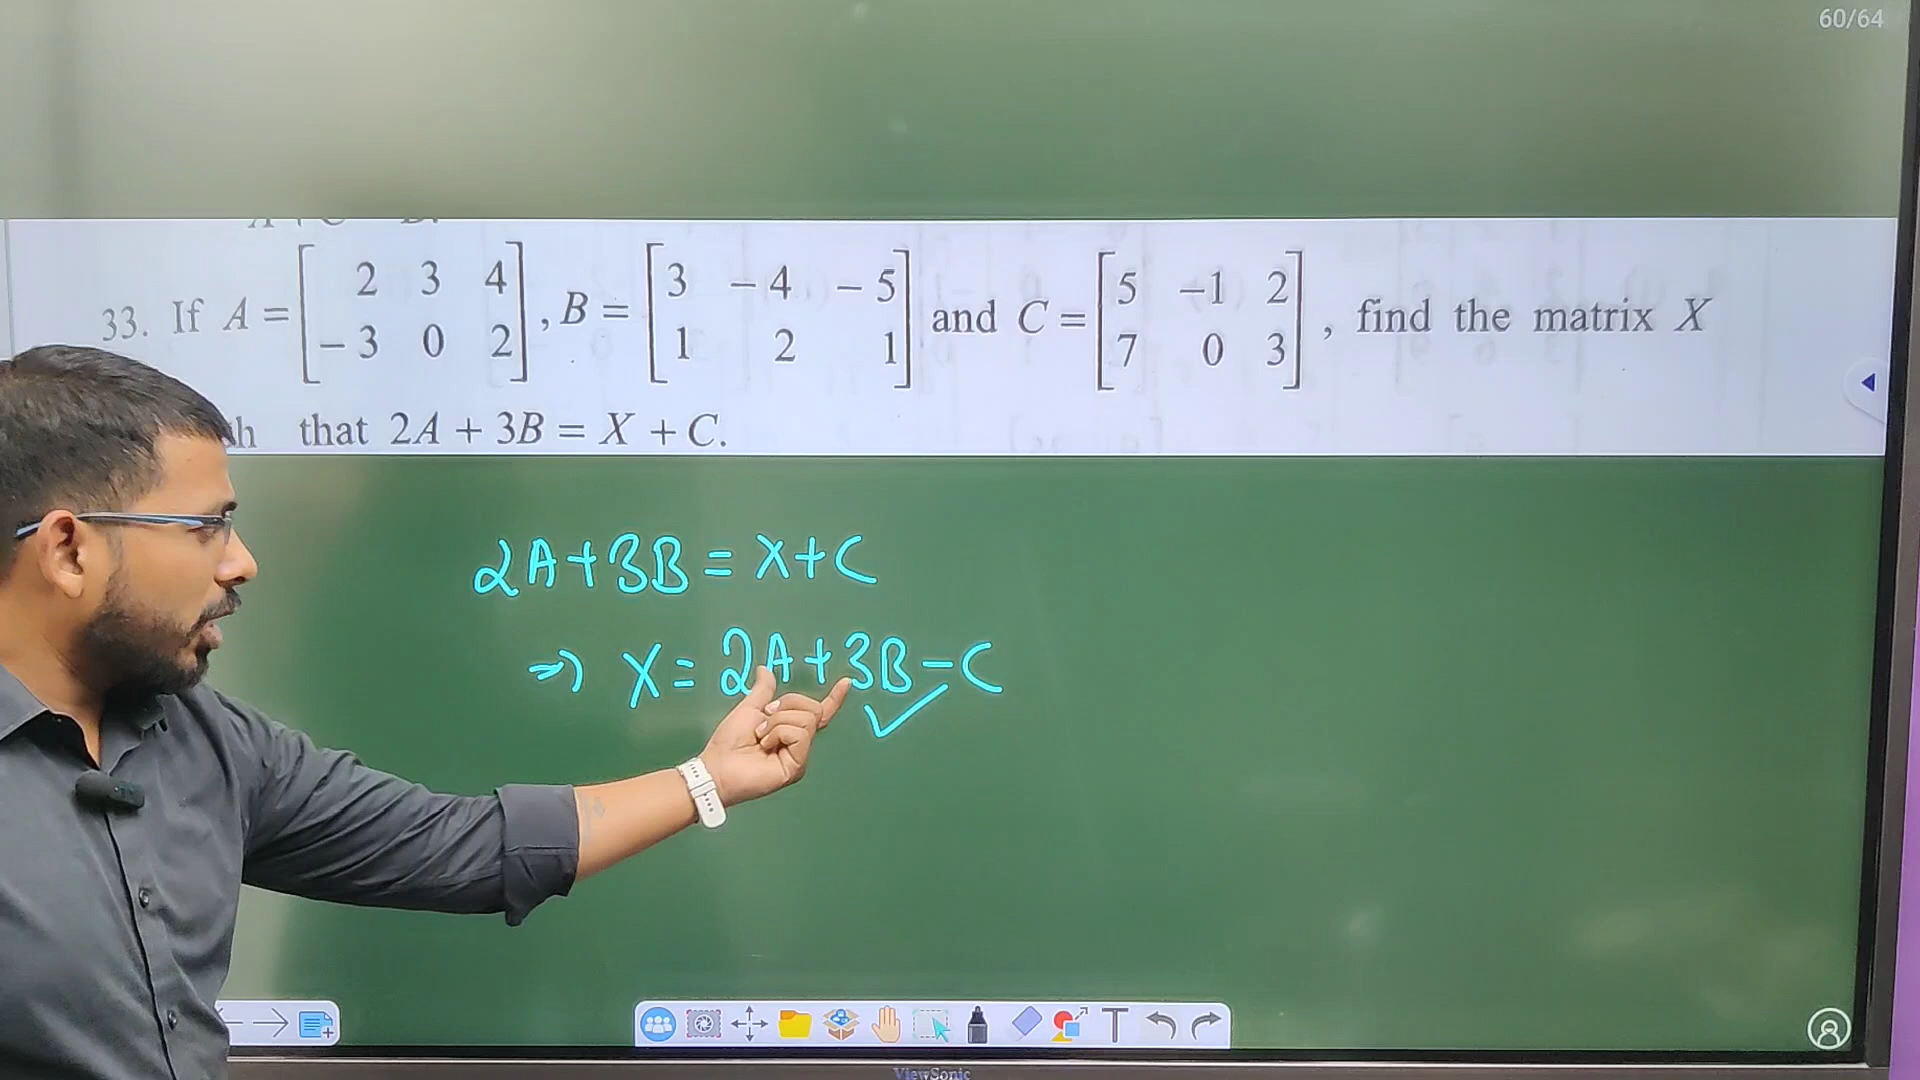 60/64
33. If A = [ 2 3 4 ; − 3 0 2 ] , B = [ 3 − 4 − 5 ; 1 2 1 ] and C = [ 5 −1 2 ; 7 0 3 ] , find the matrix X
that 2A + 3B = X + C.
2A+3B = X+C
⇒ X = 2A+3B−C
T
ViewSonic